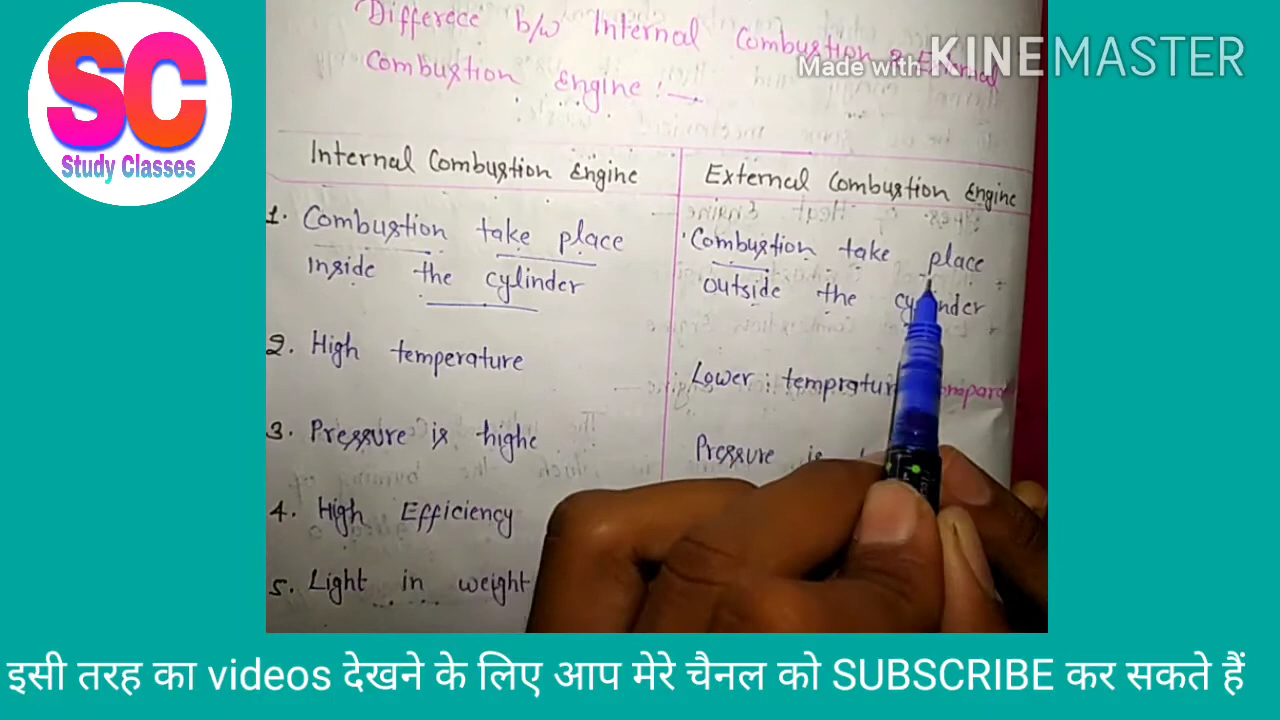 SC
Study Classes
Made with KINEMASTER
Differece b/w Internal Combustion & External
Combustion Engine :—
Internal Combustion Engine
External Combustion Engine
1. Combustion take place
inside the cylinder
Combustion take place
outside the cylinder
2. High temperature
Lower : temprature
3. Pressure is highe
Pressure is
4. High Efficiency
5. Light in weight
इसी तरह का videos देखने के लिए आप मेरे चैनल को SUBSCRIBE कर सकते हैं